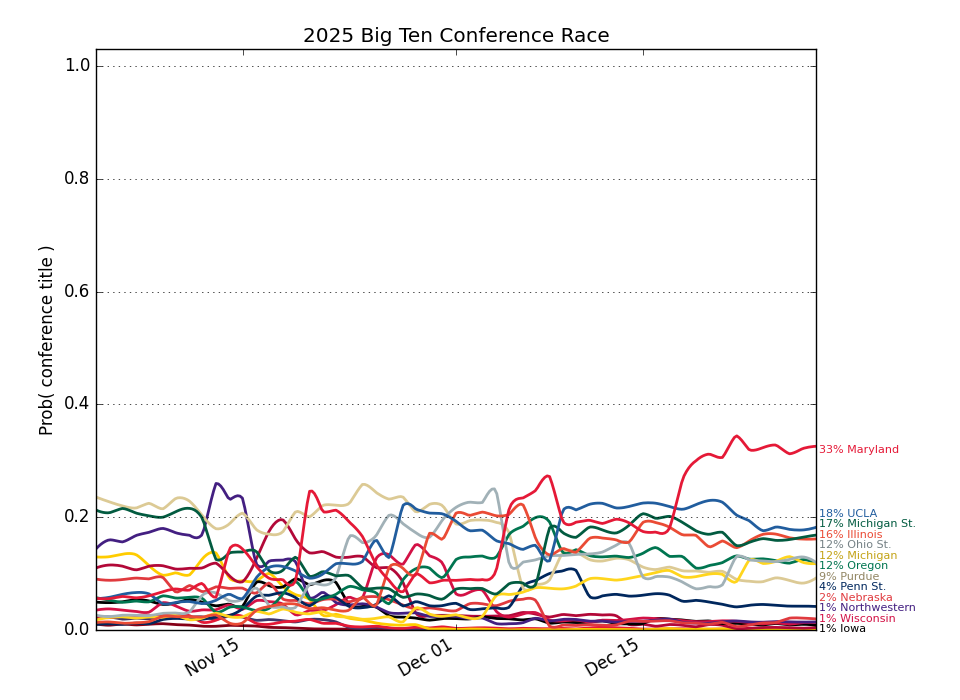 2025 Big Ten Conference Race
Prob( conference title )
1.0
0.8
0.6
0.4
0.2
0.0
Nov 15
Dec 01
Dec 15
33% Maryland
18% UCLA
17% Michigan St.
16% Illinois
12% Ohio St.
12% Michigan
12% Oregon
9% Purdue
4% Penn St.
2% Nebraska
1% Northwestern
1% Wisconsin
1% Iowa